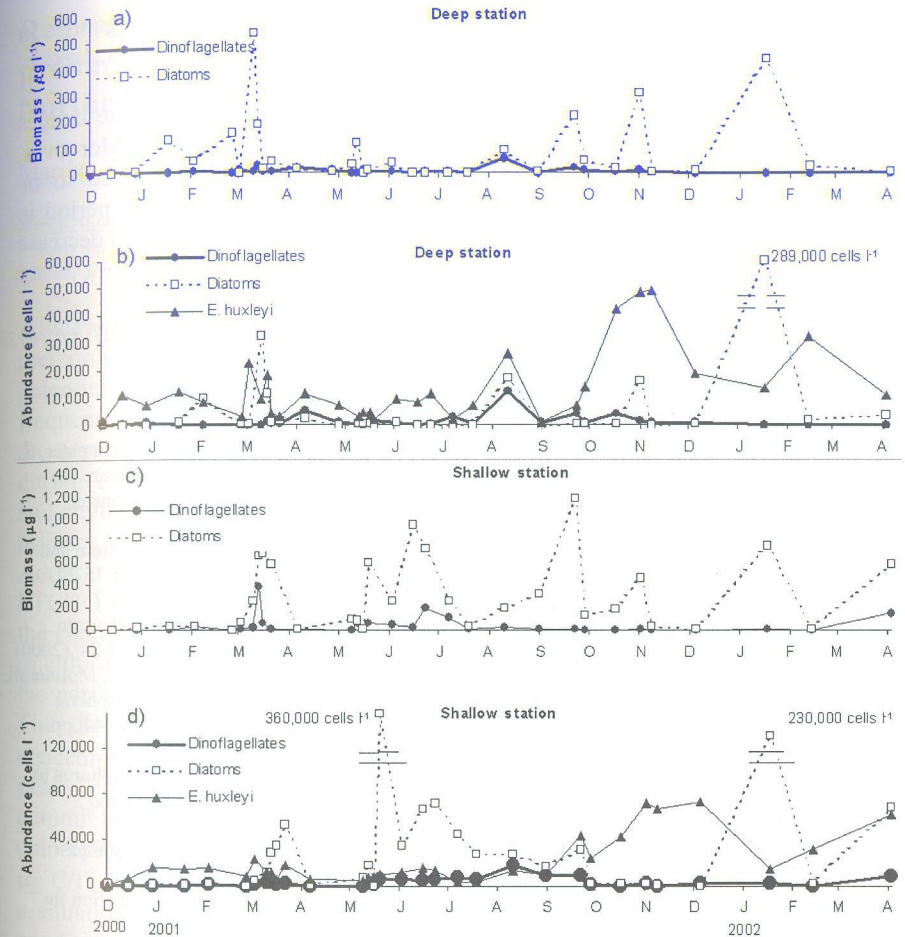 a)
Deep station
Biomass (µg l⁻¹)
600
500
400
300
200
100
0
Dinoflagellates
Diatoms
D J F M A M J J A S O N D J F M A
b)
Deep station
Abundance (cells l⁻¹)
60,000
50,000
40,000
30,000
20,000
10,000
0
Dinoflagellates
Diatoms
E. huxleyi
289,000 cells l⁻¹
D J F M A M J J A S O N D J F M A
c)
Shallow station
Biomass (µg l⁻¹)
1,400
1,200
1,000
800
600
400
200
0
Dinoflagellates
Diatoms
D J F M A M J J A S O N D J F M A
d)
Shallow station
Abundance (cells l⁻¹)
120,000
80,000
40,000
0
360,000 cells l⁻¹
230,000 cells l⁻¹
Dinoflagellates
Diatoms
E. huxleyi
D J F M A M J J A S O N D J F M A
2000 2001 2002